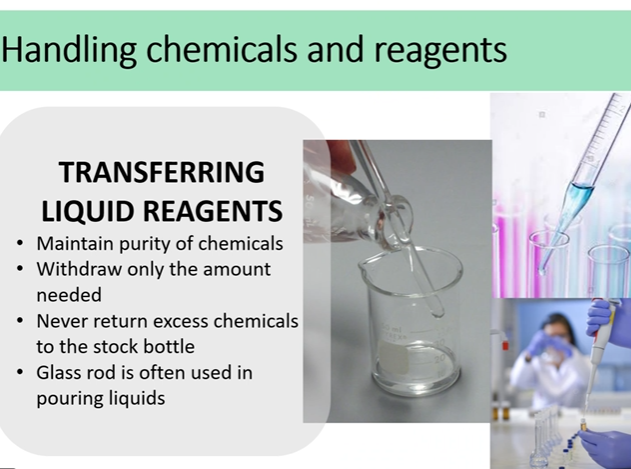 Handling chemicals and reagents
TRANSFERRING
LIQUID REAGENTS
• Maintain purity of chemicals
• Withdraw only the amount
needed
• Never return excess chemicals
to the stock bottle
• Glass rod is often used in
pouring liquids